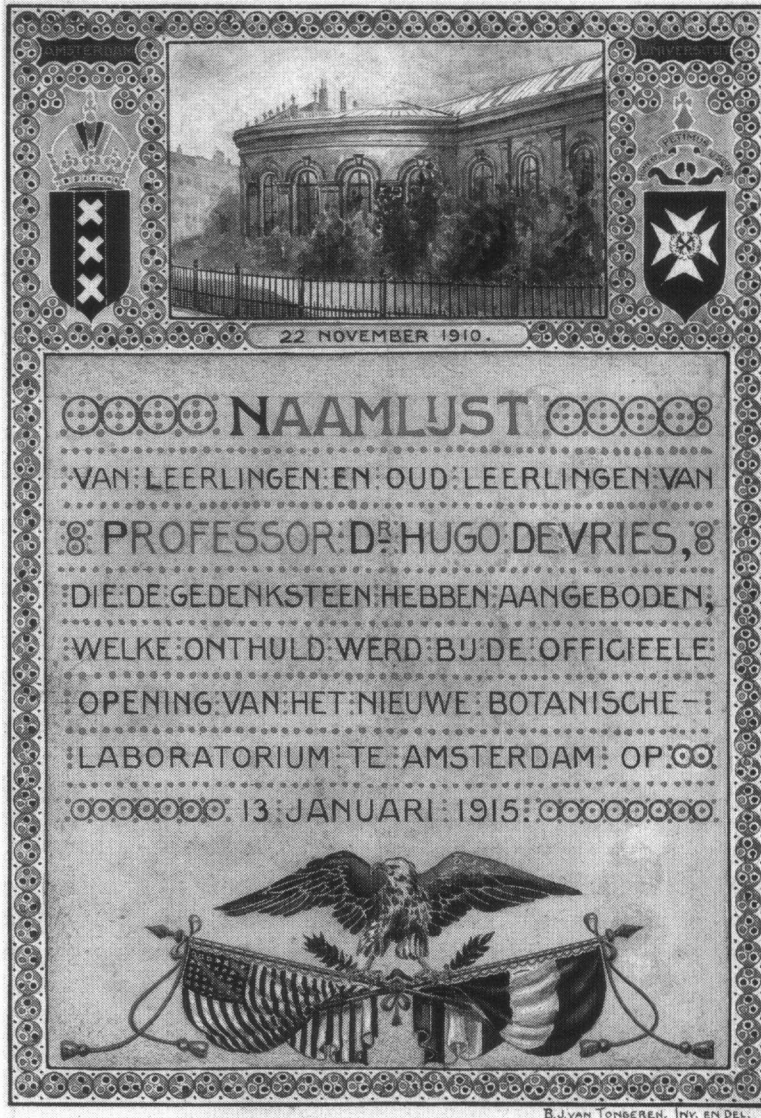 AMSTERDAM
UNIVERSITEIT
22 NOVEMBER 1910.
NAAMLIJST
VAN LEERLINGEN EN OUD LEERLINGEN VAN
PROFESSOR DR HUGO DE VRIES,
DIE DE GEDENKSTEEN HEBBEN AANGEBODEN,
WELKE ONTHULD WERD BIJ DE OFFICIEELE
OPENING VAN HET NIEUWE BOTANISCHE-
LABORATORIUM TE AMSTERDAM OP
13 JANUARI 1915.
B.J. VAN TONGEREN. INV. EN DEL.